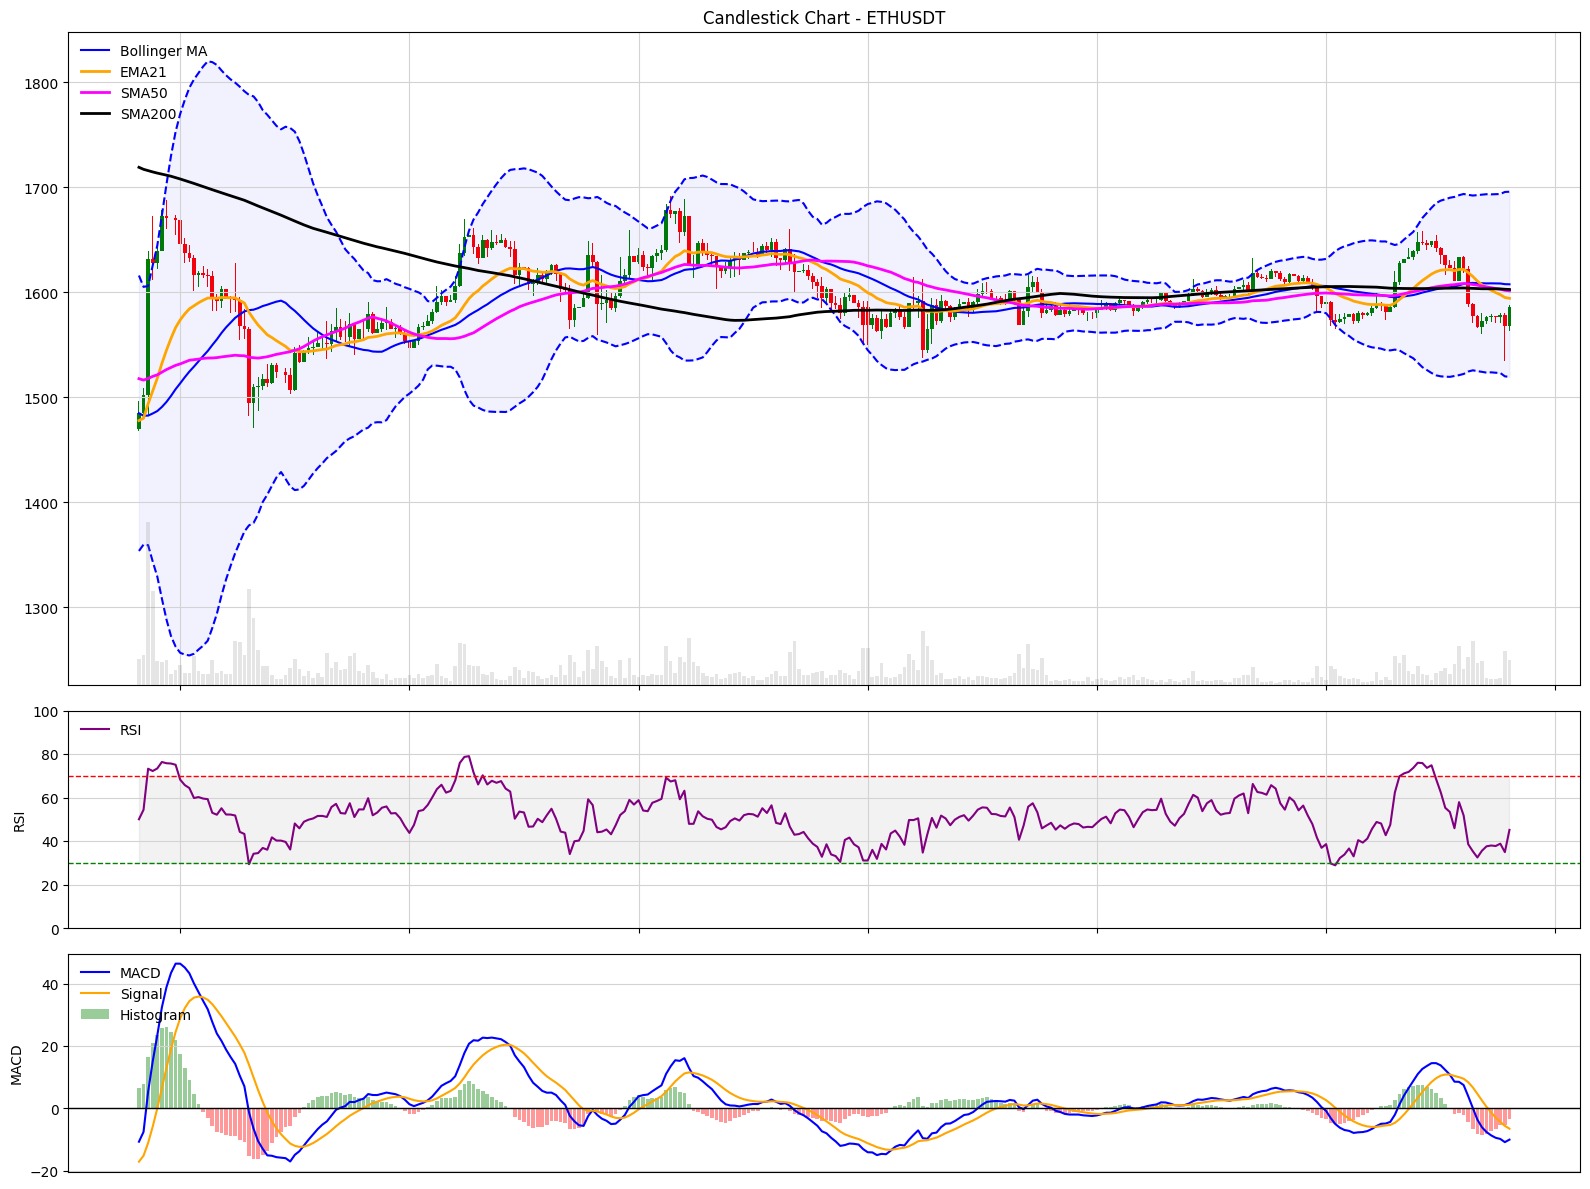 Candlestick Chart - ETHUSDT
Bollinger MA
EMA21
SMA50
SMA200
1800
1700
1600
1500
1400
1300
RSI
RSI
100
80
60
40
20
0
MACD
Signal
Histogram
MACD
40
20
0
−20